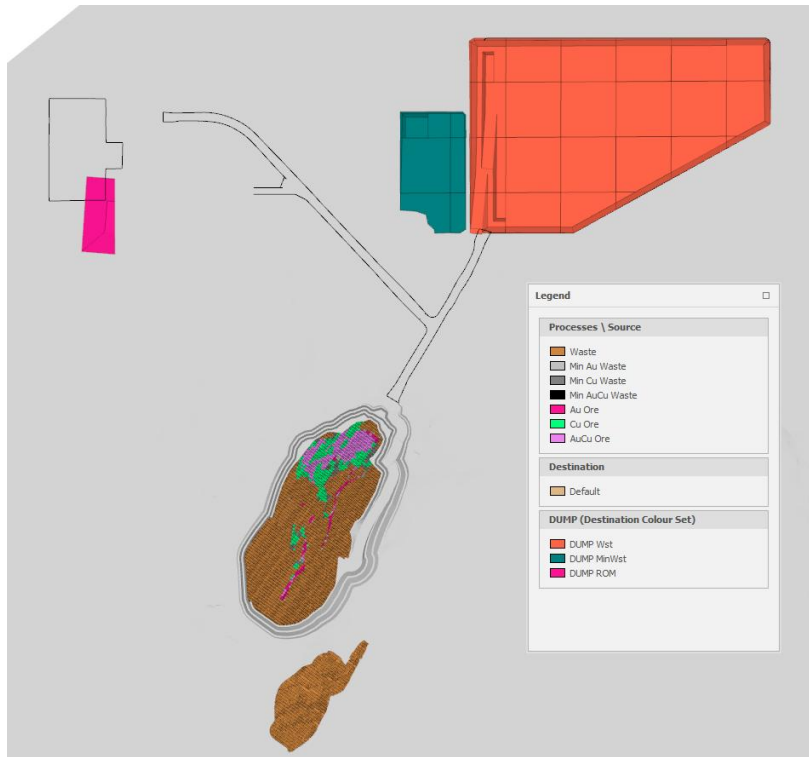 Legend
Processes \ Source
Waste
Min Au Waste
Min Cu Waste
Min AuCu Waste
Au Ore
Cu Ore
AuCu Ore
Destination
Default
DUMP (Destination Colour Set)
DUMP Wst
DUMP MinWst
DUMP ROM